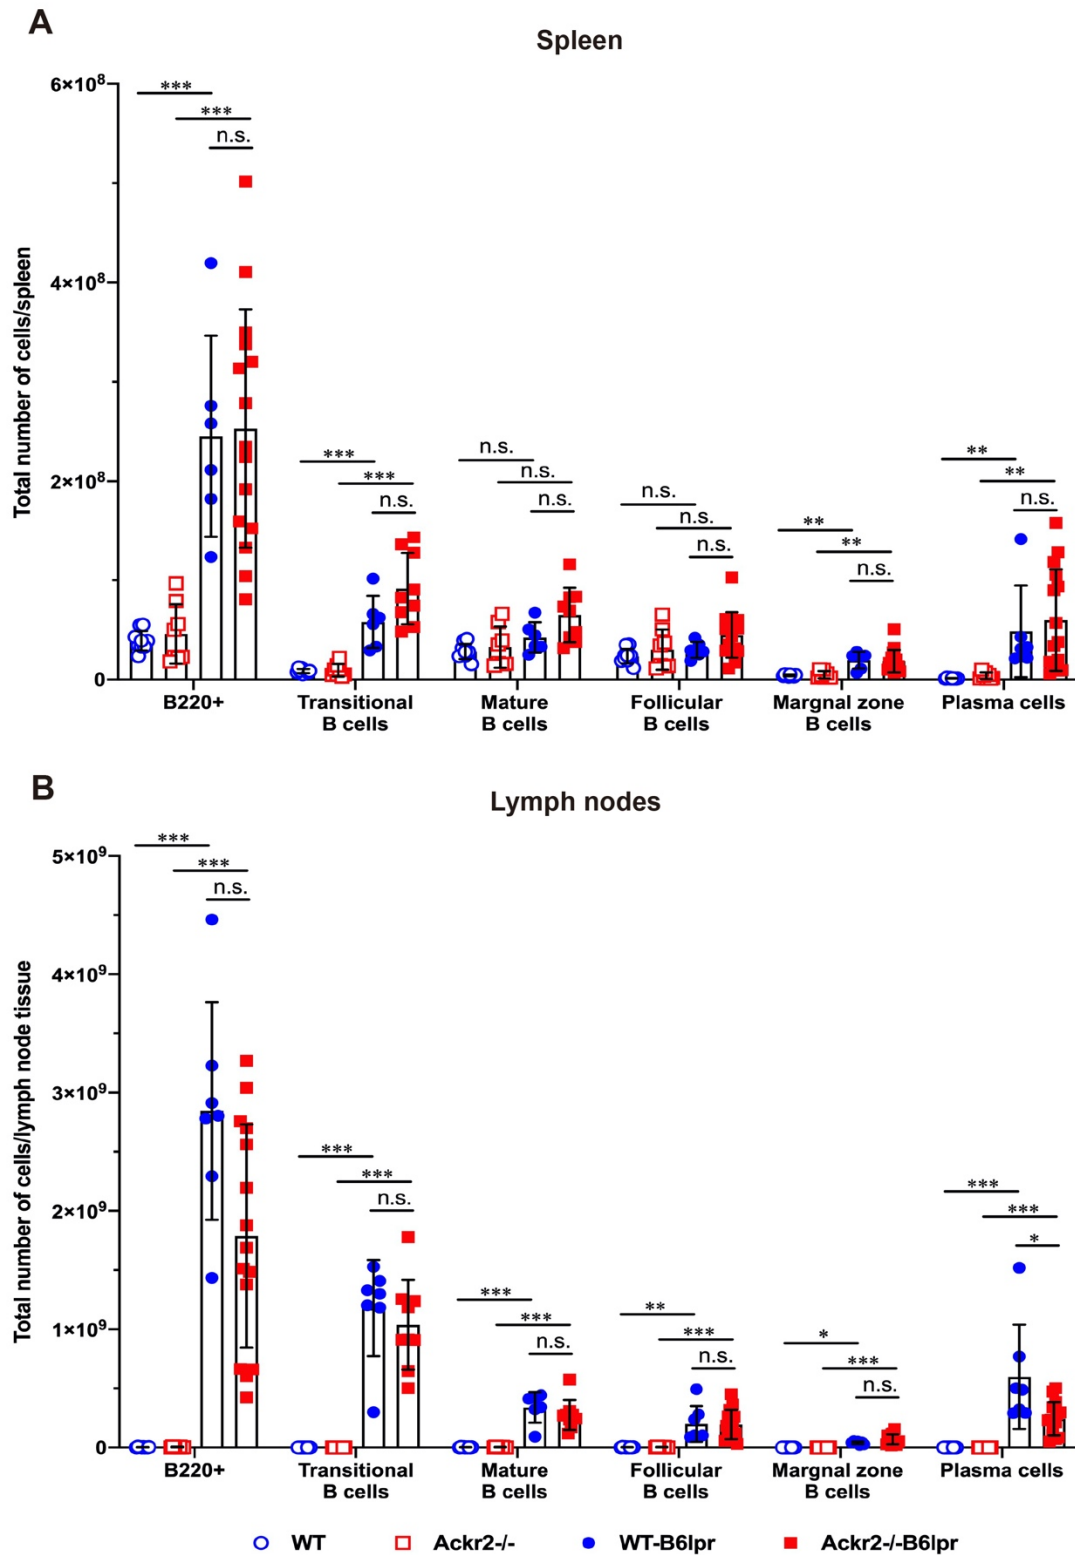 A
Spleen
Total number of cells/spleen
6×10⁸
4×10⁸
2×10⁸
0
***
***
n.s.
***
***
n.s.
n.s.
n.s.
n.s.
n.s.
n.s.
n.s.
**
**
n.s.
**
**
n.s.
B220+
Transitional
B cells
Mature
B cells
Follicular
B cells
Margnal zone
B cells
Plasma cells
B
Lymph nodes
Total number of cells/lymph node tissue
5×10⁹
4×10⁹
3×10⁹
2×10⁹
1×10⁹
0
***
***
n.s.
***
***
n.s.
***
***
n.s.
**
***
n.s.
*
***
n.s.
***
***
*
B220+
Transitional
B cells
Mature
B cells
Follicular
B cells
Margnal zone
B cells
Plasma cells
WT Ackr2-/- WT-B6lpr Ackr2-/-B6lpr